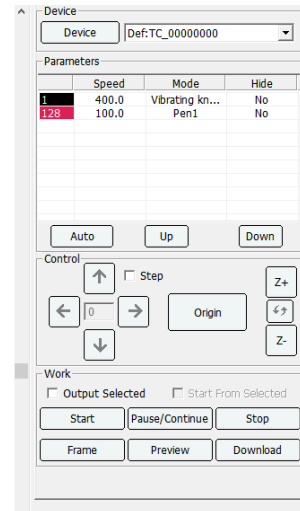 Device
Device Def:TC_00000000
Parameters
Speed Mode Hide
1 400.0 Vibrating kn... No
128 100.0 Pen1 No
Auto Up Down
Control
Step
Z+
0 Origin
Z-
Work
Output Selected Start From Selected
Start Pause/Continue Stop
Frame Preview Download